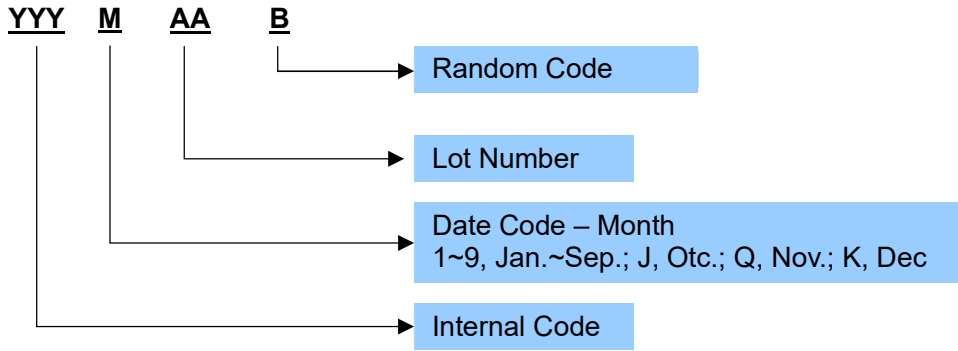 YYY M AA B
Random Code
Lot Number
Date Code – Month
1~9, Jan.~Sep.; J, Otc.; Q, Nov.; K, Dec
Internal Code